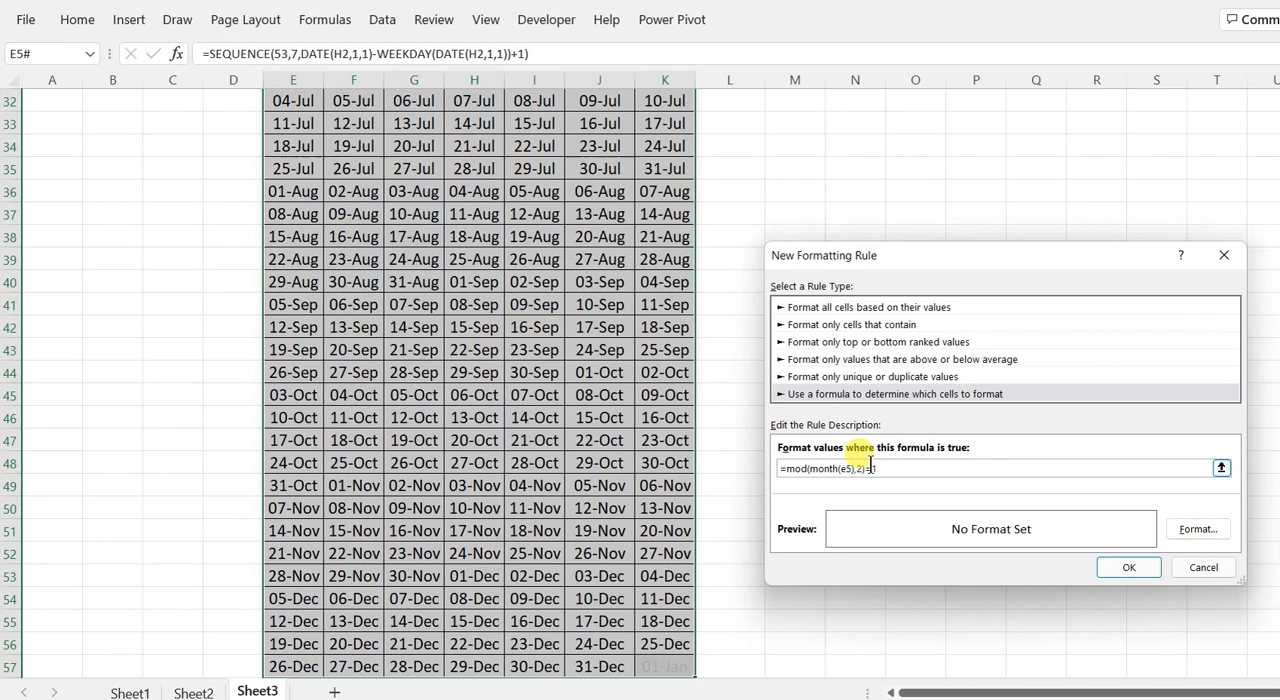 File Home Insert Draw Page Layout Formulas Data Review View Developer Help Power Pivot Comm
E5# fx =SEQUENCE(53,7,DATE(H2,1,1)-WEEKDAY(DATE(H2,1,1))+1)
A B C D E F G H I J K L M N O P Q R S T U
32 04-Jul 05-Jul 06-Jul 07-Jul 08-Jul 09-Jul 10-Jul
33 11-Jul 12-Jul 13-Jul 14-Jul 15-Jul 16-Jul 17-Jul
34 18-Jul 19-Jul 20-Jul 21-Jul 22-Jul 23-Jul 24-Jul
35 25-Jul 26-Jul 27-Jul 28-Jul 29-Jul 30-Jul 31-Jul
36 01-Aug 02-Aug 03-Aug 04-Aug 05-Aug 06-Aug 07-Aug
37 08-Aug 09-Aug 10-Aug 11-Aug 12-Aug 13-Aug 14-Aug
38 15-Aug 16-Aug 17-Aug 18-Aug 19-Aug 20-Aug 21-Aug
39 22-Aug 23-Aug 24-Aug 25-Aug 26-Aug 27-Aug 28-Aug
40 29-Aug 30-Aug 31-Aug 01-Sep 02-Sep 03-Sep 04-Sep
41 05-Sep 06-Sep 07-Sep 08-Sep 09-Sep 10-Sep 11-Sep
42 12-Sep 13-Sep 14-Sep 15-Sep 16-Sep 17-Sep 18-Sep
43 19-Sep 20-Sep 21-Sep 22-Sep 23-Sep 24-Sep 25-Sep
44 26-Sep 27-Sep 28-Sep 29-Sep 30-Sep 01-Oct 02-Oct
45 03-Oct 04-Oct 05-Oct 06-Oct 07-Oct 08-Oct 09-Oct
46 10-Oct 11-Oct 12-Oct 13-Oct 14-Oct 15-Oct 16-Oct
47 17-Oct 18-Oct 19-Oct 20-Oct 21-Oct 22-Oct 23-Oct
48 24-Oct 25-Oct 26-Oct 27-Oct 28-Oct 29-Oct 30-Oct
49 31-Oct 01-Nov 02-Nov 03-Nov 04-Nov 05-Nov 06-Nov
50 07-Nov 08-Nov 09-Nov 10-Nov 11-Nov 12-Nov 13-Nov
51 14-Nov 15-Nov 16-Nov 17-Nov 18-Nov 19-Nov 20-Nov
52 21-Nov 22-Nov 23-Nov 24-Nov 25-Nov 26-Nov 27-Nov
53 28-Nov 29-Nov 30-Nov 01-Dec 02-Dec 03-Dec 04-Dec
54 05-Dec 06-Dec 07-Dec 08-Dec 09-Dec 10-Dec 11-Dec
55 12-Dec 13-Dec 14-Dec 15-Dec 16-Dec 17-Dec 18-Dec
56 19-Dec 20-Dec 21-Dec 22-Dec 23-Dec 24-Dec 25-Dec
57 26-Dec 27-Dec 28-Dec 29-Dec 30-Dec 31-Dec 01-Jan
New Formatting Rule ?
Select a Rule Type:
► Format all cells based on their values
► Format only cells that contain
► Format only top or bottom ranked values
► Format only values that are above or below average
► Format only unique or duplicate values
► Use a formula to determine which cells to format
Edit the Rule Description:
Format values where this formula is true:
=mod(month(e5),2)=1
Preview: No Format Set Format...
OK Cancel
Sheet1 Sheet2 Sheet3 +